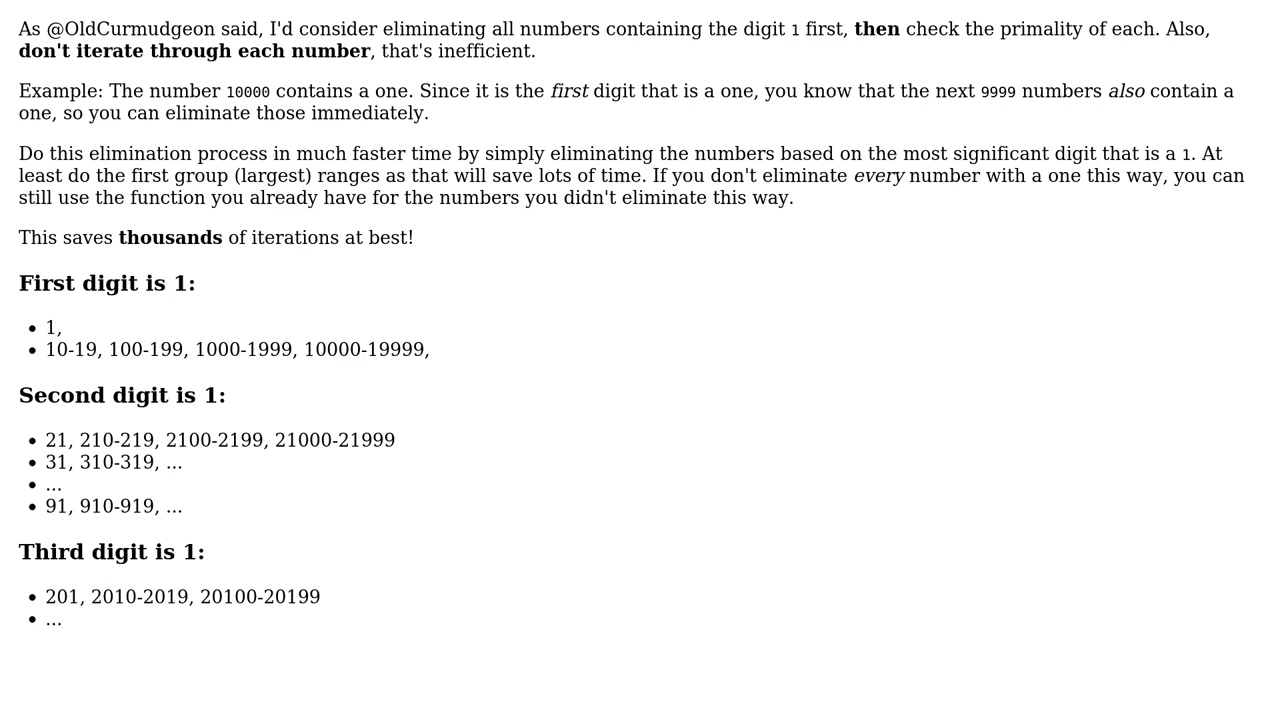 As @OldCurmudgeon said, I'd consider eliminating all numbers containing the digit 1 first, then check the primality of each. Also,
don't iterate through each number, that's inefficient.
Example: The number 10000 contains a one. Since it is the first digit that is a one, you know that the next 9999 numbers also contain a
one, so you can eliminate those immediately.
Do this elimination process in much faster time by simply eliminating the numbers based on the most significant digit that is a 1. At
least do the first group (largest) ranges as that will save lots of time. If you don't eliminate every number with a one this way, you can
still use the function you already have for the numbers you didn't eliminate this way.
This saves thousands of iterations at best!
First digit is 1:
• 1,
• 10-19, 100-199, 1000-1999, 10000-19999,
Second digit is 1:
• 21, 210-219, 2100-2199, 21000-21999
• 31, 310-319, ...
• ...
• 91, 910-919, ...
Third digit is 1:
• 201, 2010-2019, 20100-20199
• ...